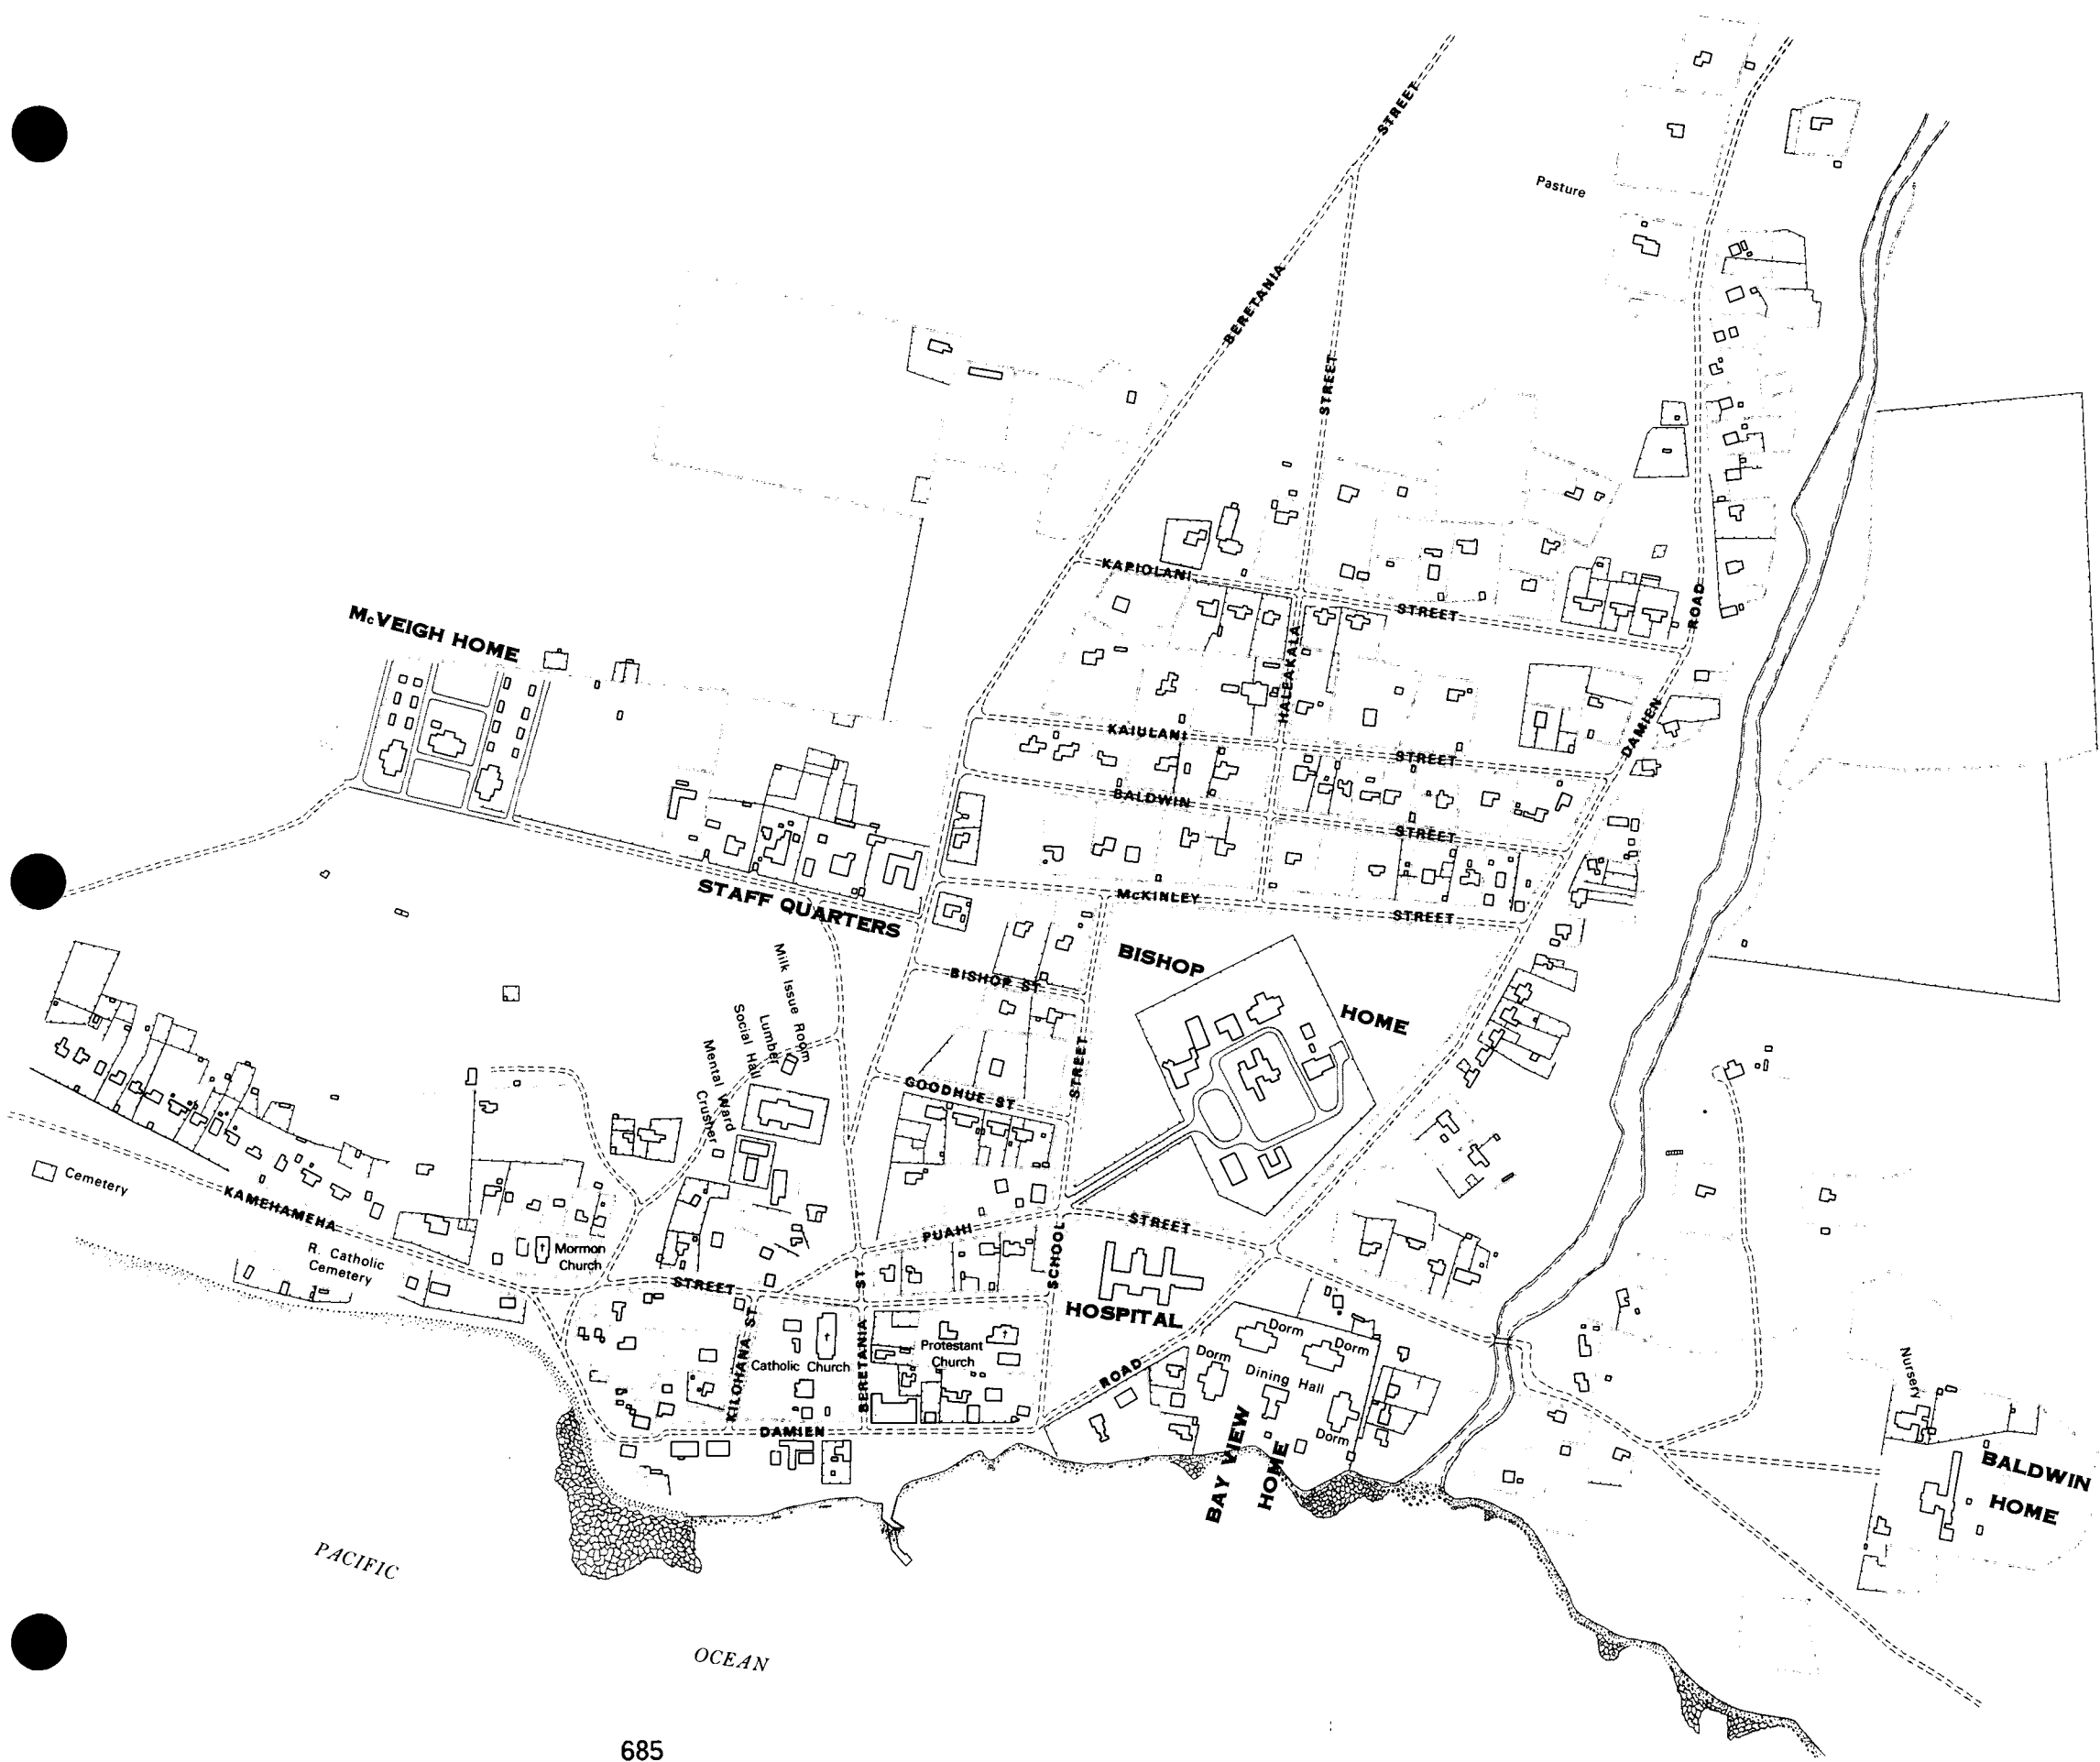 STREET
Pasture
BERETANIA
STREET
KAPIOLANI
STREET
ROAD
McVEIGH HOME
HALEAKALA
KAIULANI
STREET
DAMIEN
BALDWIN
STREET
STAFF QUARTERS
McKINLEY
STREET
BISHOP
HOME
BISHOP ST
Milk Issue Room
Lumber
Social Hall
Mental Ward
Crusher
STREET
GOODHUE ST
Cemetery
KAMEHAMEHA
R. Catholic
Cemetery
Mormon
Church
PUAHI
STREET
SCHOOL
STREET
HOSPITAL
KILOHANA ST
BERETANIA ST
Catholic Church
Protestant
Church
ROAD
DAMIEN
Dorm
Dorm
Dorm
Dining Hall
Dorm
BAY VIEW
HOME
Nursery
BALDWIN
HOME
PACIFIC
OCEAN
685